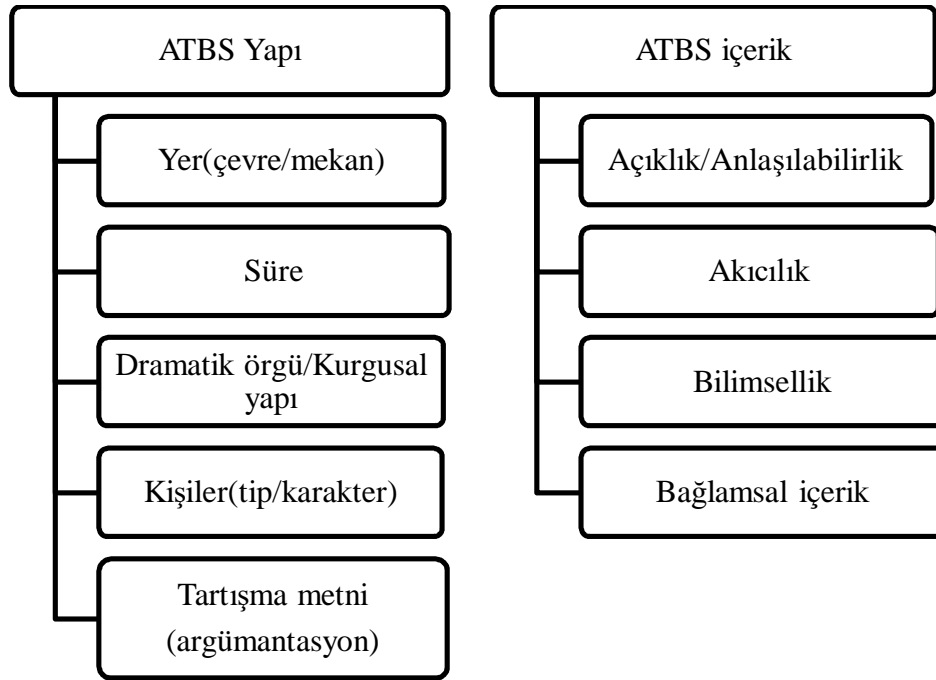 ATBS Yapı
Yer(çevre/mekan)
Süre
Dramatik örgü/Kurgusal
yapı
Kişiler(tip/karakter)
Tartışma metni
(argümantasyon)
ATBS içerik
Açıklık/Anlaşılabilirlik
Akıcılık
Bilimsellik
Bağlamsal içerik